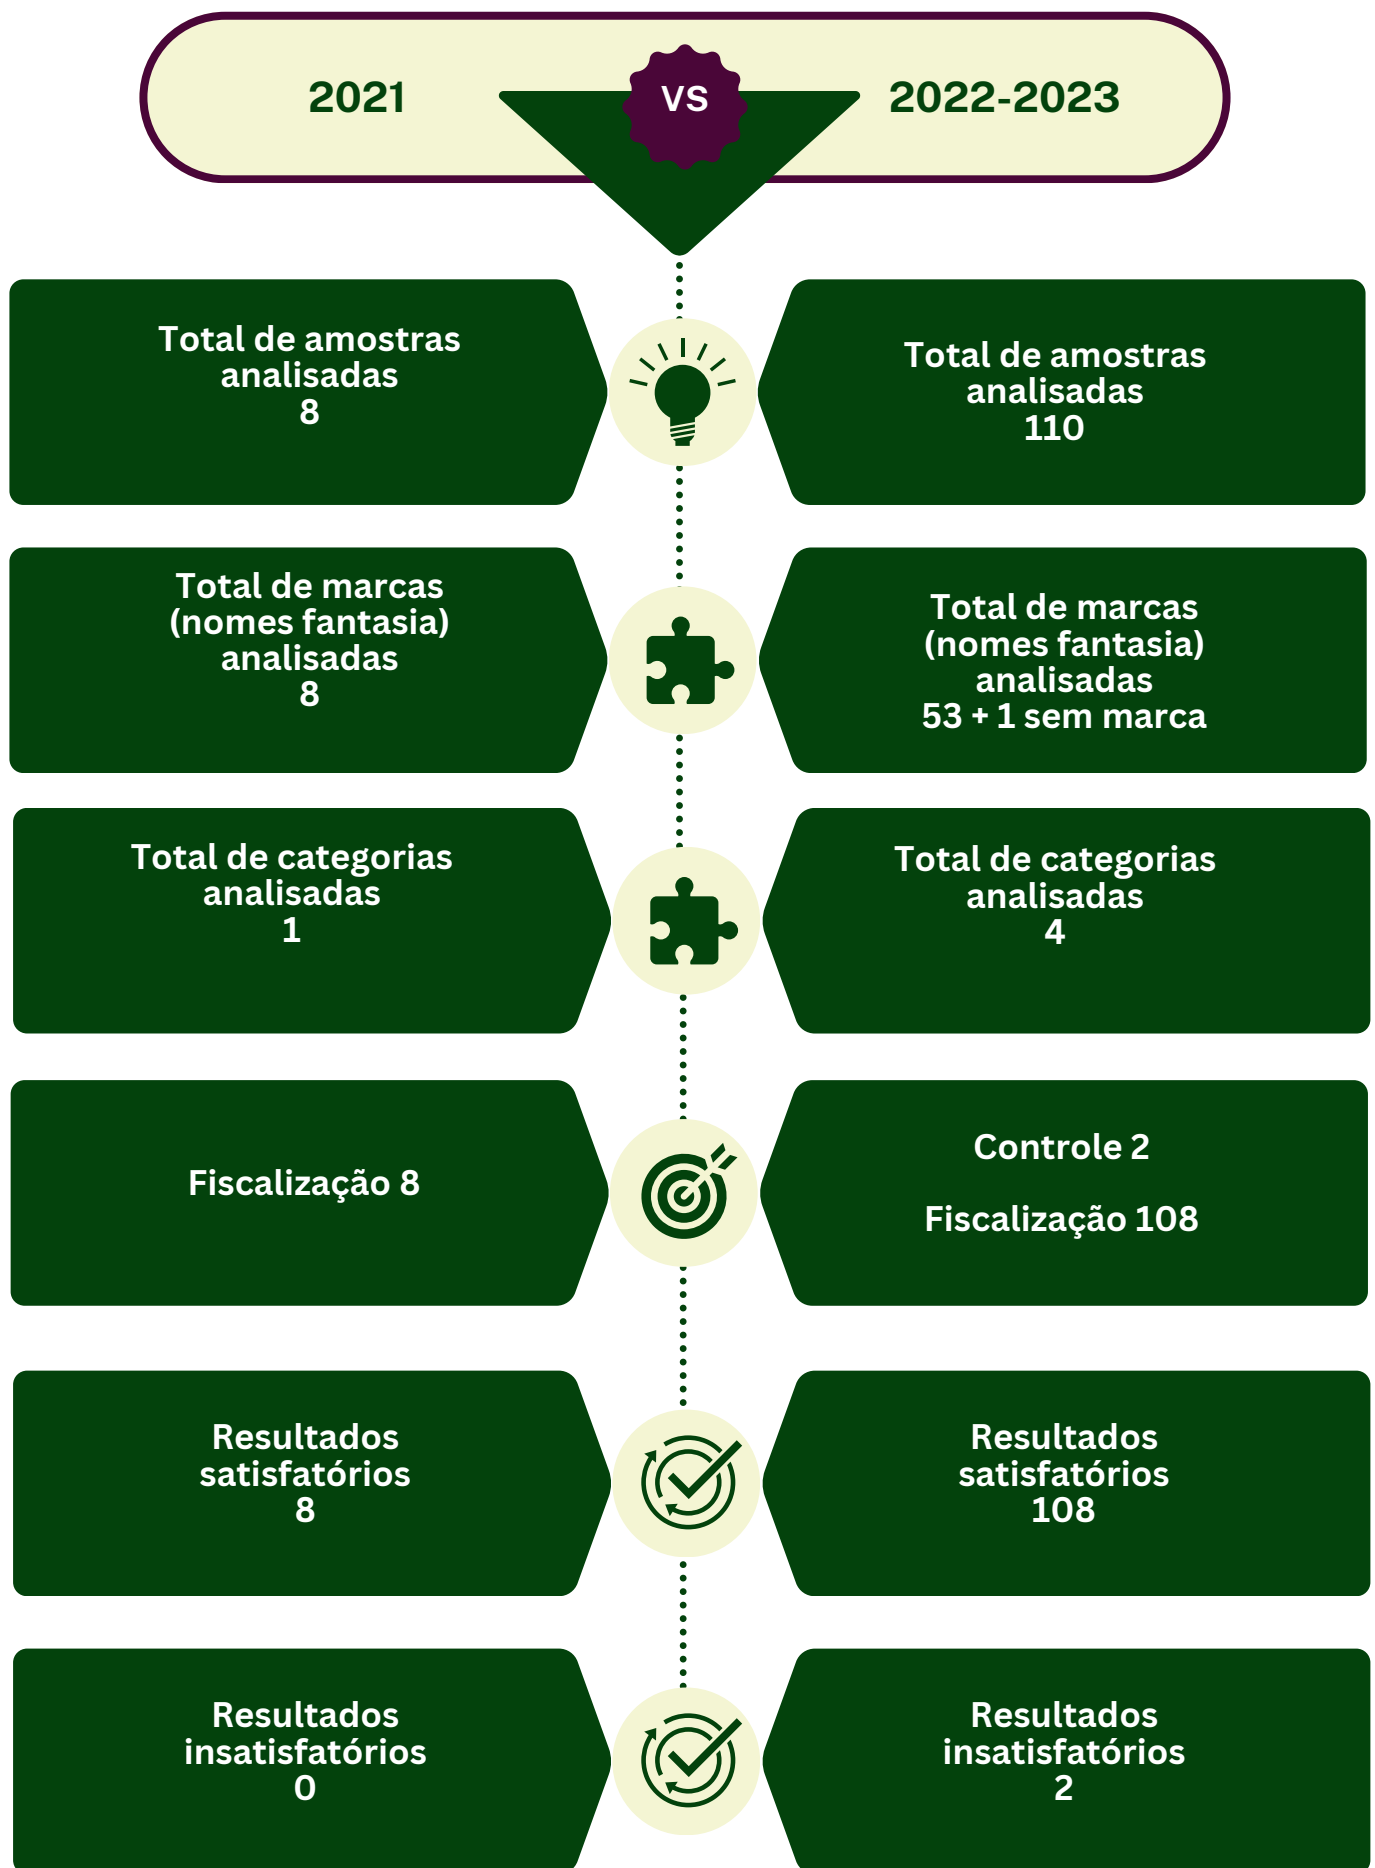 2021
VS
2022-2023
Total de amostras
analisadas
8
Total de amostras
analisadas
110
Total de marcas
(nomes fantasia)
analisadas
8
Total de marcas
(nomes fantasia)
analisadas
53 + 1 sem marca
Total de categorias
analisadas
1
Total de categorias
analisadas
4
Fiscalização 8
Controle 2
Fiscalização 108
Resultados
satisfatórios
8
Resultados
satisfatórios
108
Resultados
insatisfatórios
0
Resultados
insatisfatórios
2